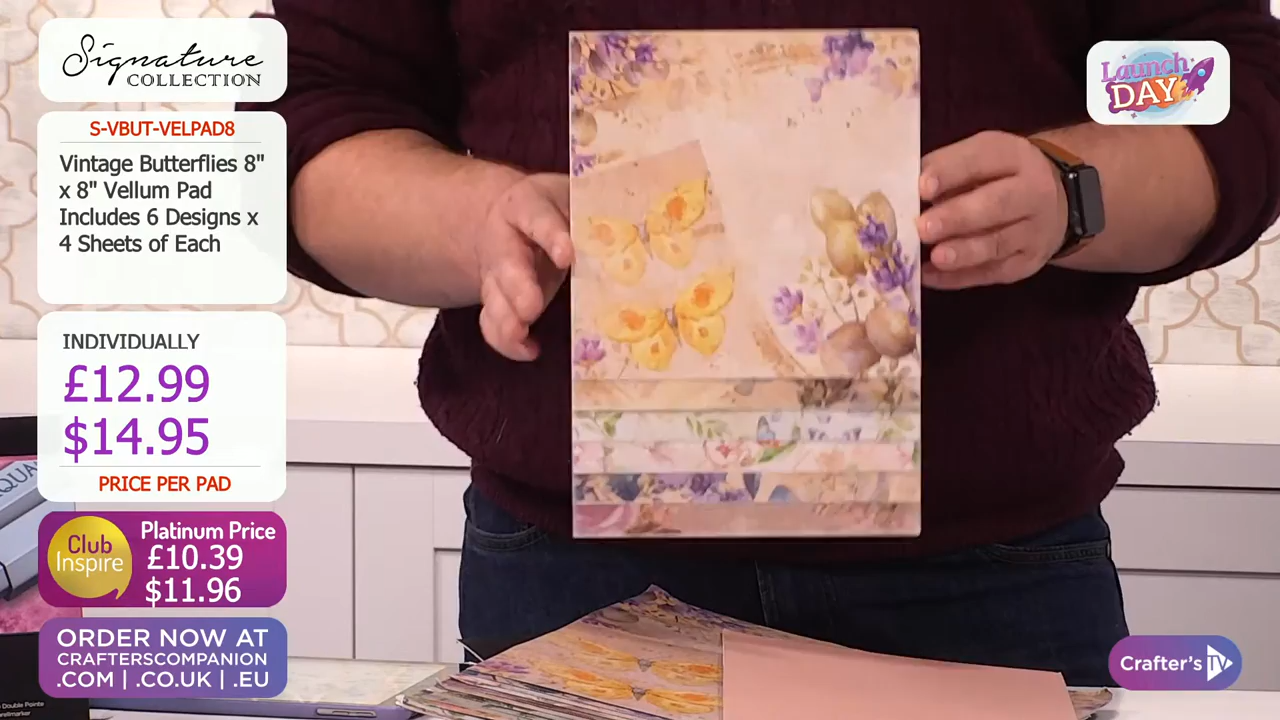 Signature
COLLECTION
S-VBUT-VELPAD8
Vintage Butterflies 8"
x 8" Vellum Pad
Includes 6 Designs x
4 Sheets of Each
INDIVIDUALLY
£12.99
$14.95
PRICE PER PAD
Club
Inspire
Platinum Price
£10.39
$11.96
ORDER NOW AT
CRAFTERSCOMPANION
.COM | .CO.UK | .EU
Launch
DAY
Crafter's TV
Double Pointe